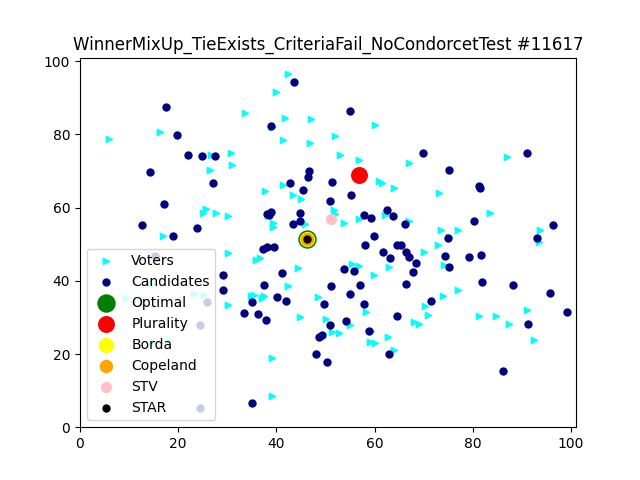 WinnerMixUp_TieExists_CriteriaFail_NoCondorcetTest #11617
100
80
60
40
20
0
Voters
Candidates
Optimal
Plurality
Borda
Copeland
STV
STAR
0 20 40 60 80 100